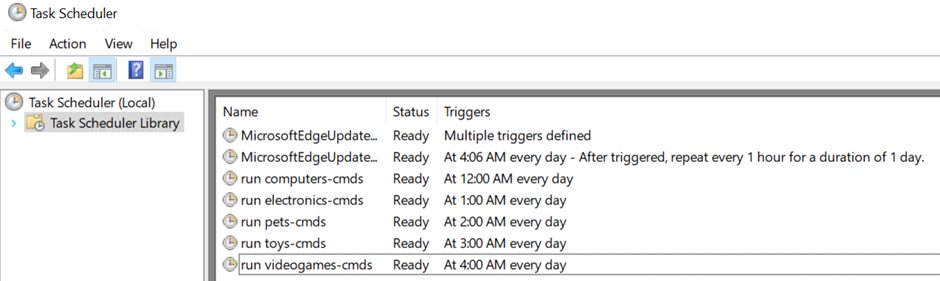 Task Scheduler
File Action View Help
Task Scheduler (Local)
Task Scheduler Library
Name Status Triggers
MicrosoftEdgeUpdate... Ready Multiple triggers defined
MicrosoftEdgeUpdate... Ready At 4:06 AM every day - After triggered, repeat every 1 hour for a duration of 1 day.
run computers-cmds Ready At 12:00 AM every day
run electronics-cmds Ready At 1:00 AM every day
run pets-cmds Ready At 2:00 AM every day
run toys-cmds Ready At 3:00 AM every day
run videogames-cmds Ready At 4:00 AM every day